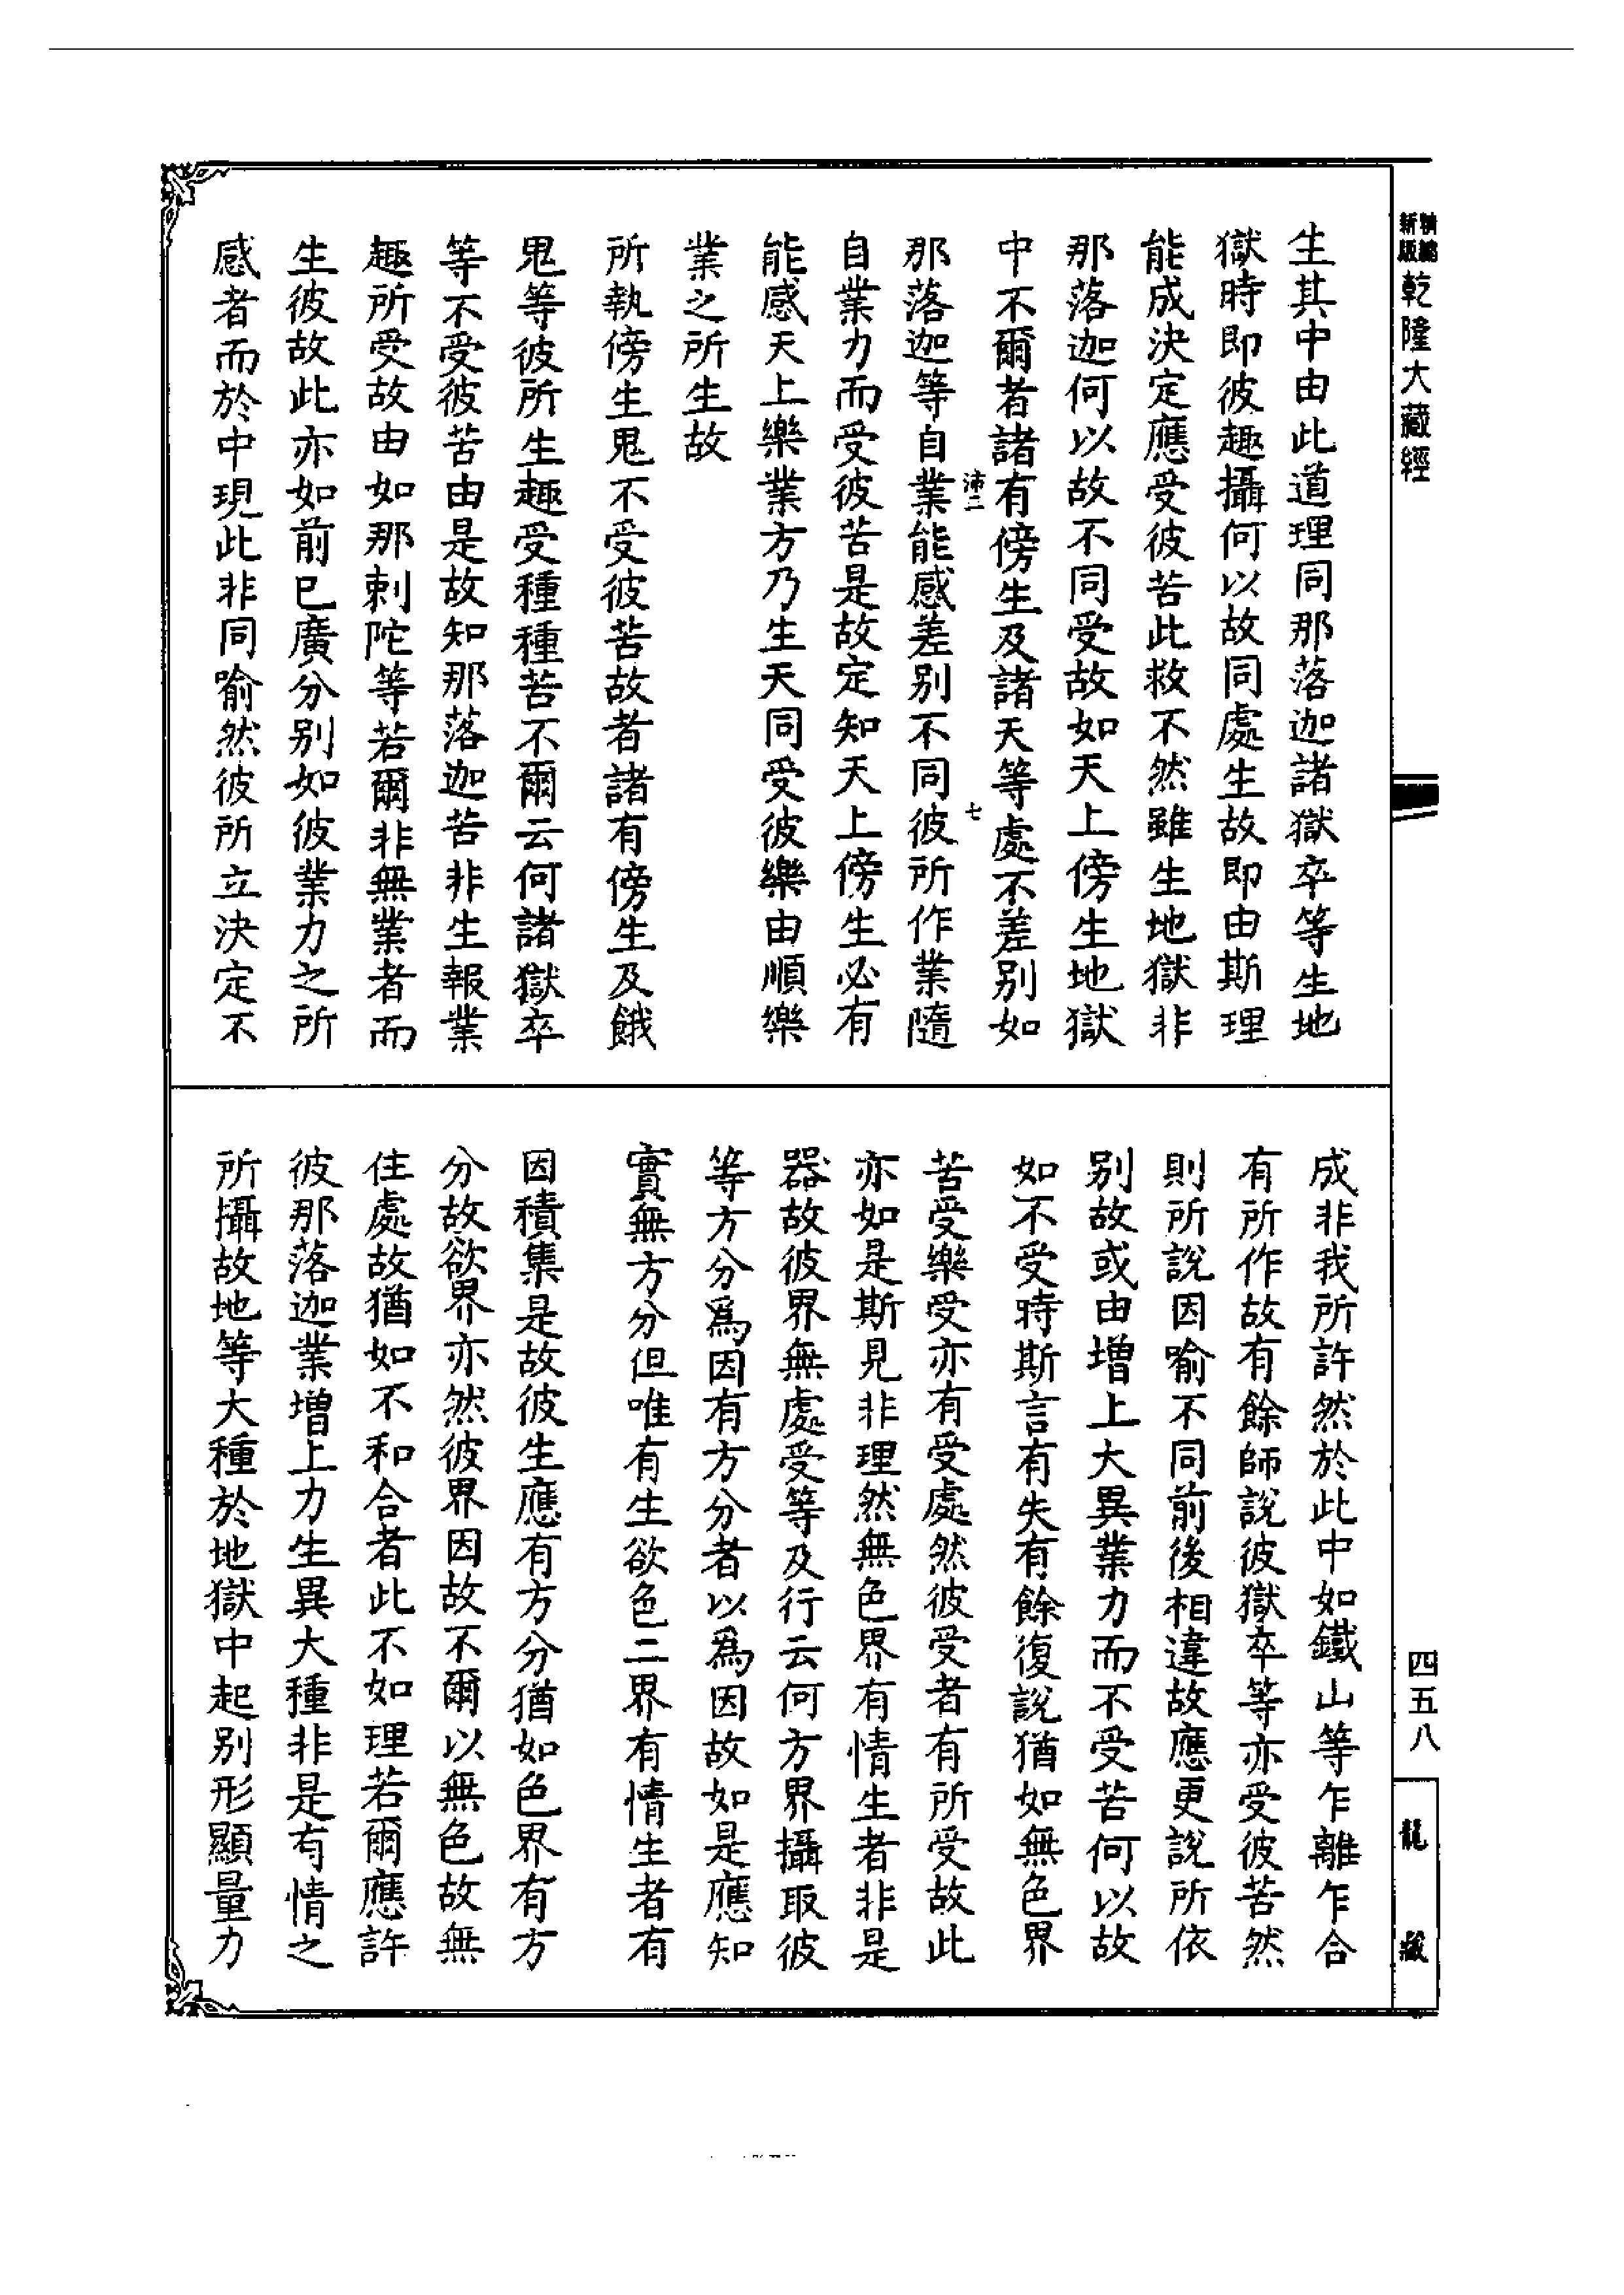 精縮
新版
乾隆大藏經
生其中由此道理同那落迦諸獄卒等生地
獄時即彼趣攝何以故同處生故即由斯理
能成決定應受彼苦此救不然雖生地獄非
那落迦何以故不同受故如天上傍生地獄
中不爾者諸有傍生及諸天等處不差别如
沛二
七
那落迦等自業能感差别不同彼所作業隨
自業力而受彼苦是故定知天上傍生必有
能感天上樂業方乃生天同受彼樂由順樂
業之所生故
所執傍生鬼不受彼苦故者諸有傍生及餓
鬼等彼所生趣受種種苦不爾云何諸獄卒
等不受彼苦由是故知那落迦苦非生報業
趣所受故由如那剌陀等若爾非無業者而
生彼故此亦如前已廣分别如彼業力之所
感者而於中現此非同喻然彼所立決定不
四五八
龍藏
成非我所許然於此中如鐵山等乍離乍合
有所作故有餘師說彼獄卒等亦受彼苦然
則所說因喻不同前後相違故應更說所依
别故或由增上大異業力而不受苦何以故
如不受時斯言有失有餘復說猶如無色界
苦受樂受亦有受處然彼受者有所受故此
亦如是斯見非理然無色界有情生者非是
器故彼界無處受等及行云何方界攝取彼
等方分爲因有方分者以爲因故如是應知
實無方分但唯有生欲色二界有情生者有
因積集是故彼生應有方分猶如色界有方
分故欲界亦然彼界因故不爾以無色故無
住處故猶如不和合者此不如理若爾應許
彼那落迦業增上力生異大種非是有情之
所攝故地等大種於地獄中起别形顯量力